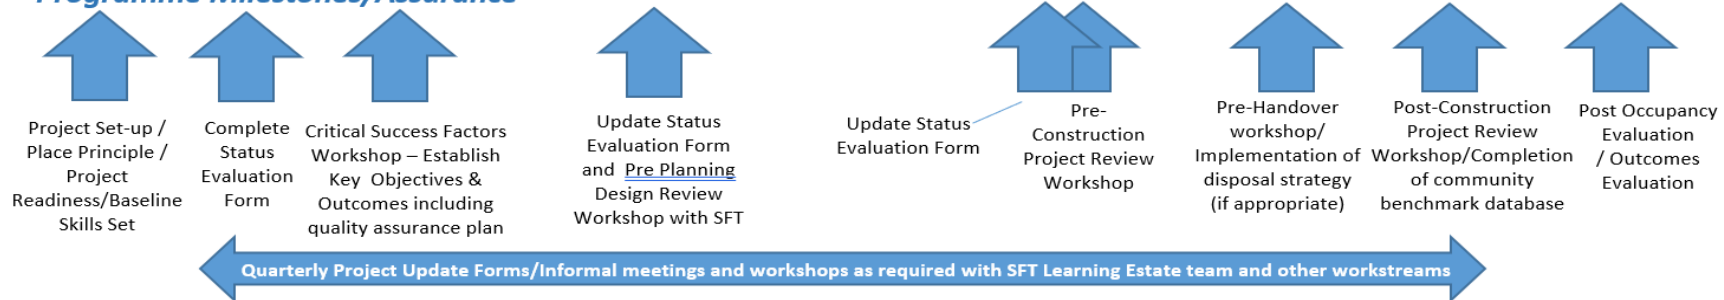 Programme Milestones/Assurance
Project Set-up /
Place Principle /
Project
Readiness/Baseline
Skills Set
Complete
Status
Evaluation
Form
Critical Success Factors
Workshop – Establish
Key Objectives &
Outcomes including
quality assurance plan
Update Status
Evaluation Form
and Pre Planning
Design Review
Workshop with SFT
Update Status
Evaluation Form
Pre-
Construction
Project Review
Workshop
Pre-Handover
workshop/
Implementation of
disposal strategy
(if appropriate)
Post-Construction
Project Review
Workshop/Completion
of community
benchmark database
Post Occupancy
Evaluation
/ Outcomes
Evaluation
Quarterly Project Update Forms/Informal meetings and workshops as required with SFT Learning Estate team and other workstreams